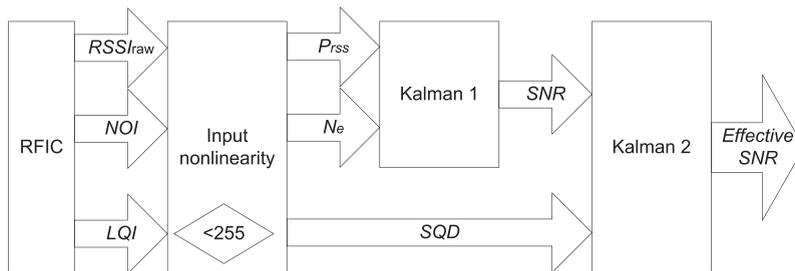 RFIC
RSSIraw
NOI
LQI
Input
nonlinearity
<255
Prss
Ne
Kalman 1
SNR
SQD
Kalman 2
Effective
SNR